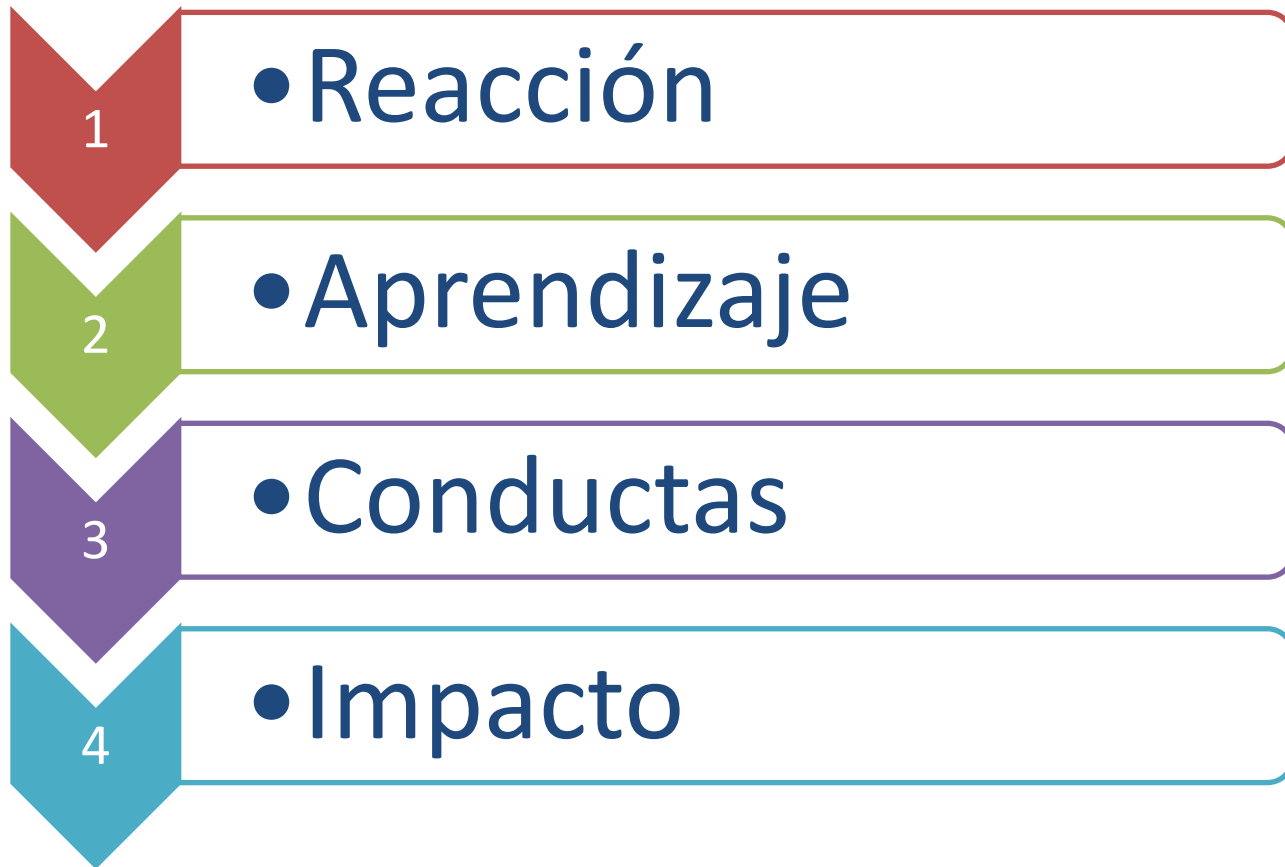 1
•Reacción
2
•Aprendizaje
3
•Conductas
4
•Impacto